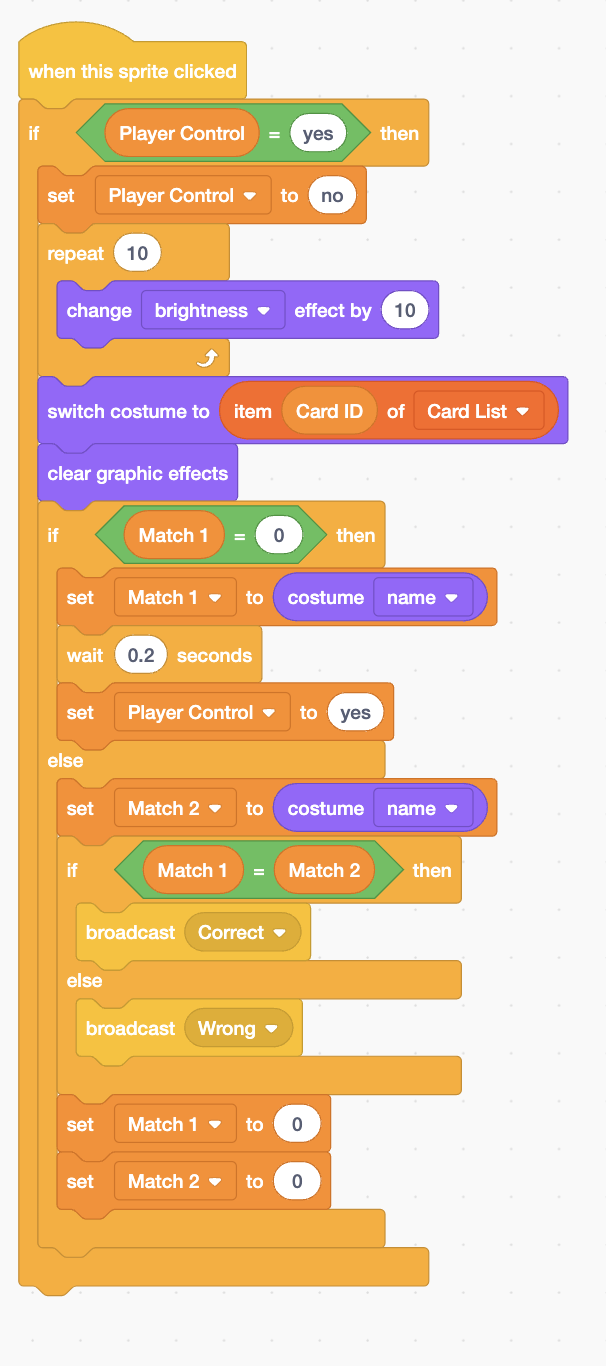 when this sprite clicked
if Player Control = yes then
set Player Control to no
repeat 10
change brightness effect by 10
switch costume to item Card ID of Card List
clear graphic effects
if Match 1 = 0 then
set Match 1 to costume name
wait 0.2 seconds
set Player Control to yes
else
set Match 2 to costume name
if Match 1 = Match 2 then
broadcast Correct
else
broadcast Wrong
set Match 1 to 0
set Match 2 to 0